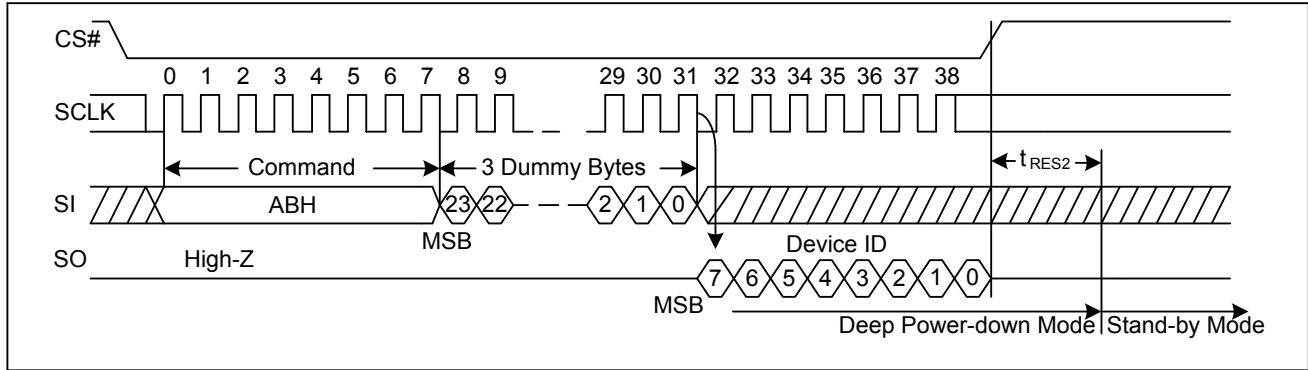 CS#
0 1 2 3 4 5 6 7 8 9 29 30 31 32 33 34 35 36 37 38
SCLK
Command 3 Dummy Bytes tRES2
SI ABH 23 22 2 1 0
MSB
SO High-Z Device ID
7 6 5 4 3 2 1 0
MSB
Deep Power-down Mode Stand-by Mode